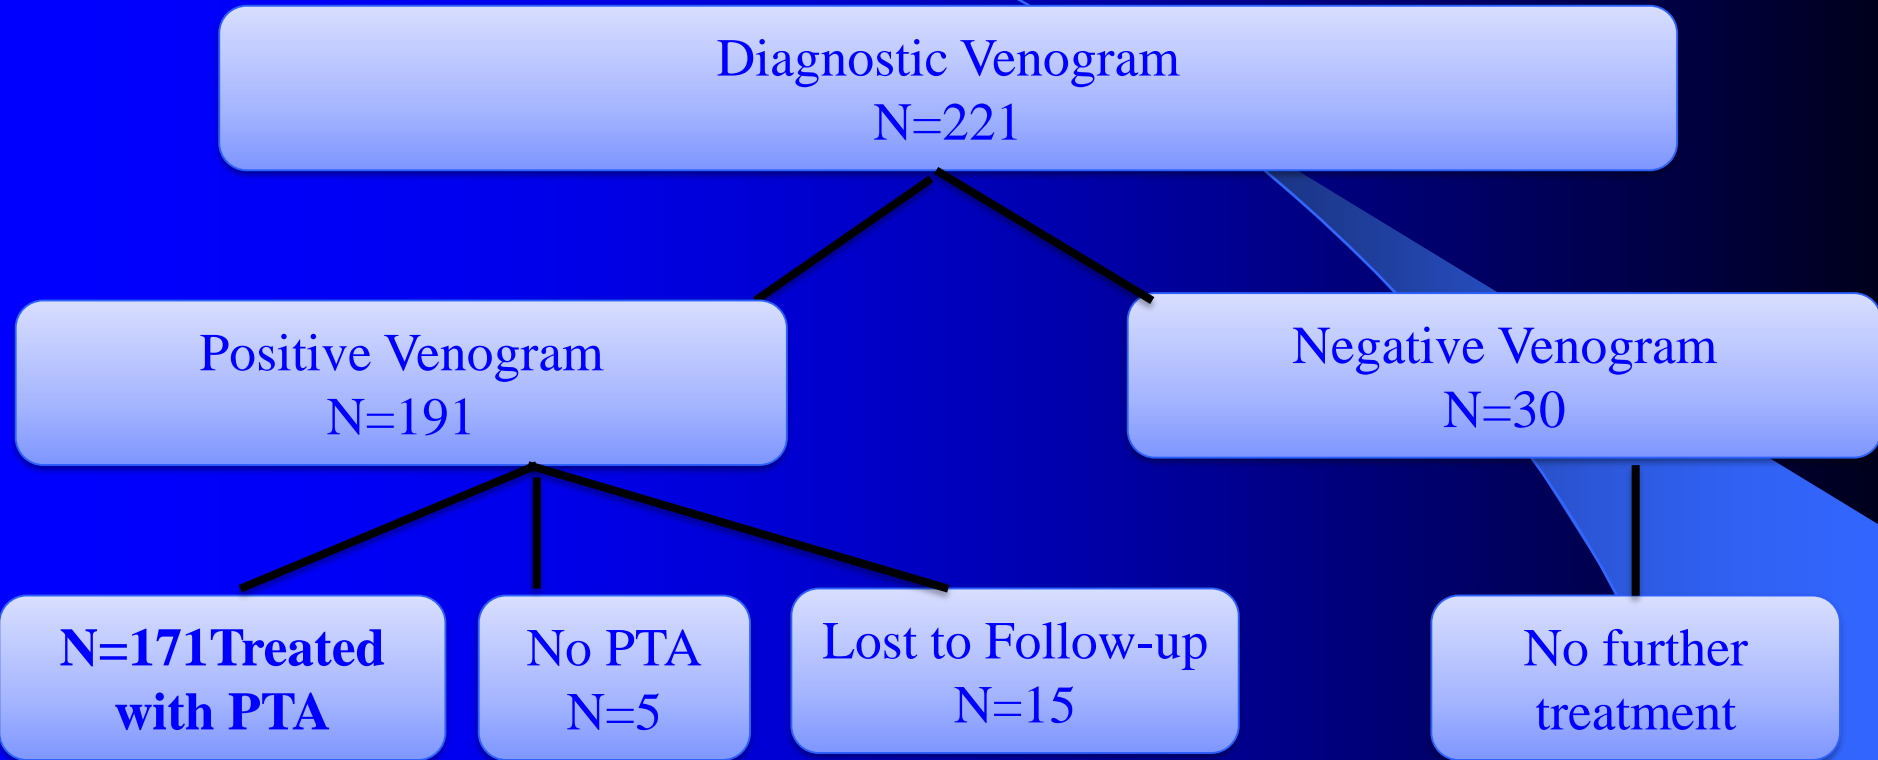 Diagnostic Venogram
N=221
Positive Venogram
N=191
Negative Venogram
N=30
N=171Treated
with PTA
No PTA
N=5
Lost to Follow-up
N=15
No further
treatment